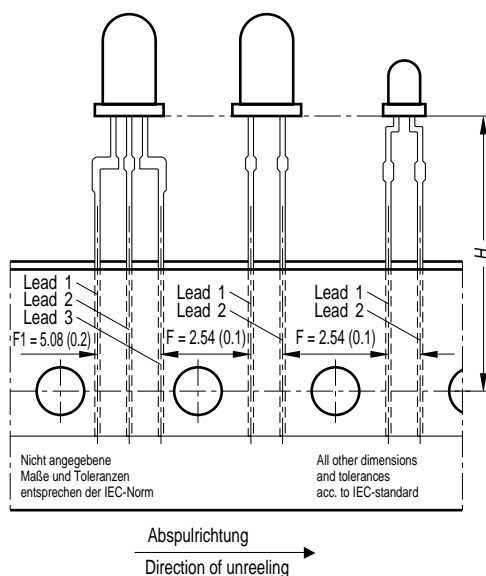 H
Lead 1
Lead 2
Lead 3
F1 = 5.08 (0.2)
Lead 1
Lead 2
F = 2.54 (0.1)
Lead 1
Lead 2
F = 2.54 (0.1)
Nicht angegebene
Maße und Toleranzen
entsprechen der IEC-Norm
All other dimensions
and tolerances
acc. to IEC-standard
Abspulrichtung
Direction of unreeling